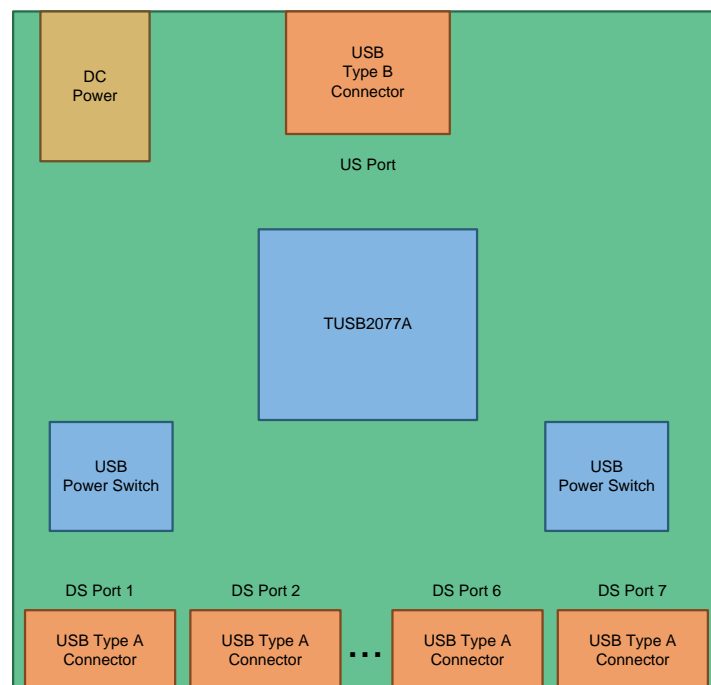 DC
Power
USB
Type B
Connector
US Port
TUSB2077A
USB
Power Switch
USB
Power Switch
DS Port 1
DS Port 2
DS Port 6
DS Port 7
USB Type A
Connector
USB Type A
Connector
...
USB Type A
Connector
USB Type A
Connector